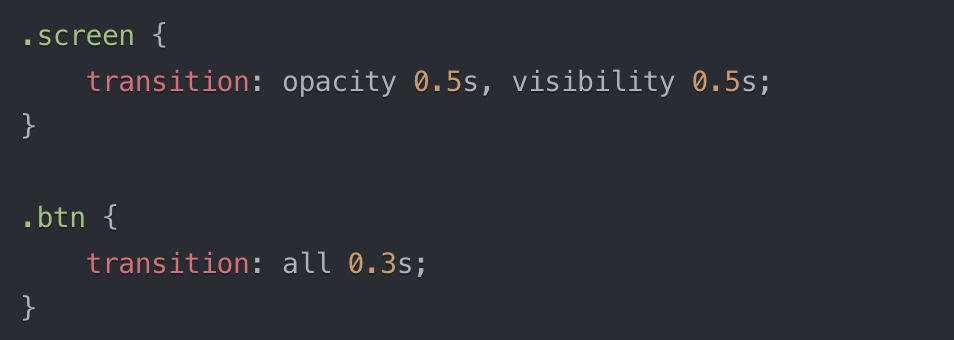 .screen {
    transition: opacity 0.5s, visibility 0.5s;
}

.btn {
    transition: all 0.3s;
}